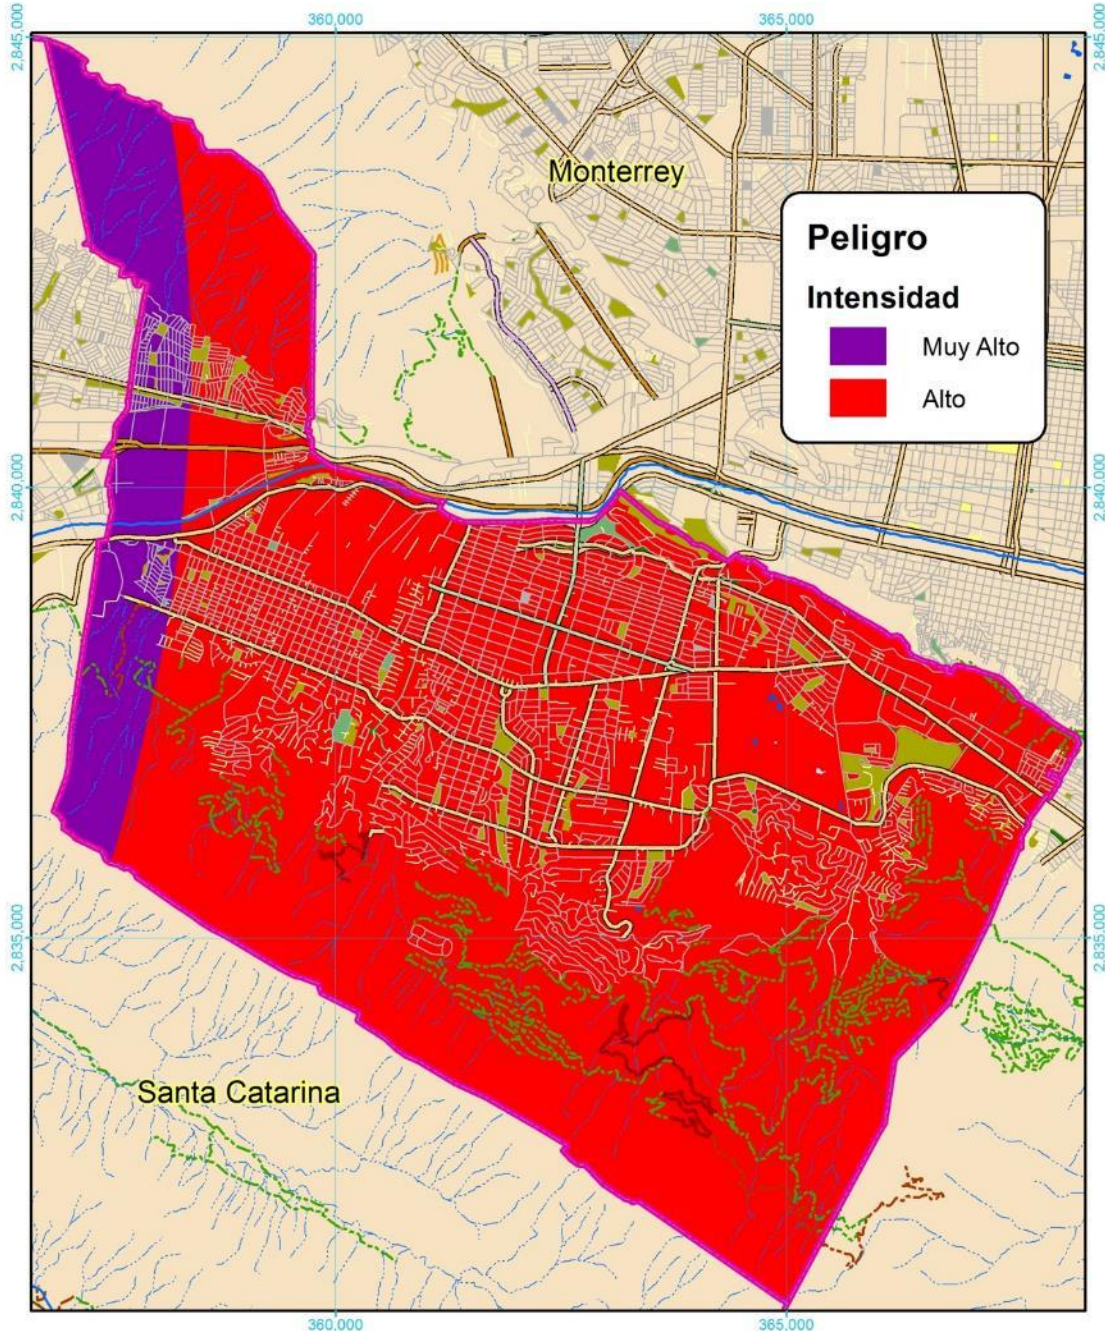 360,000
365,000
2,845,000
2,845,000
Monterrey
Peligro
Intensidad
Muy Alto
Alto
2,840,000
2,840,000
2,835,000
2,835,000
Santa Catarina
360,000
365,000